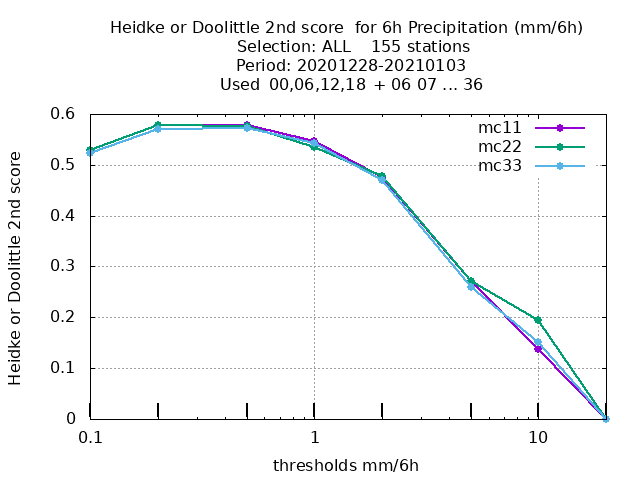 Heidke or Doolittle 2nd score  for 6h Precipitation (mm/6h)
Selection: ALL    155 stations
Period: 20201228-20210103
Used  00,06,12,18  + 06 07 ... 36
mc11
mc22
mc33
0.6
0.5
0.4
0.3
0.2
0.1
0
Heidke or Doolittle 2nd score
0.1 1 10
thresholds mm/6h